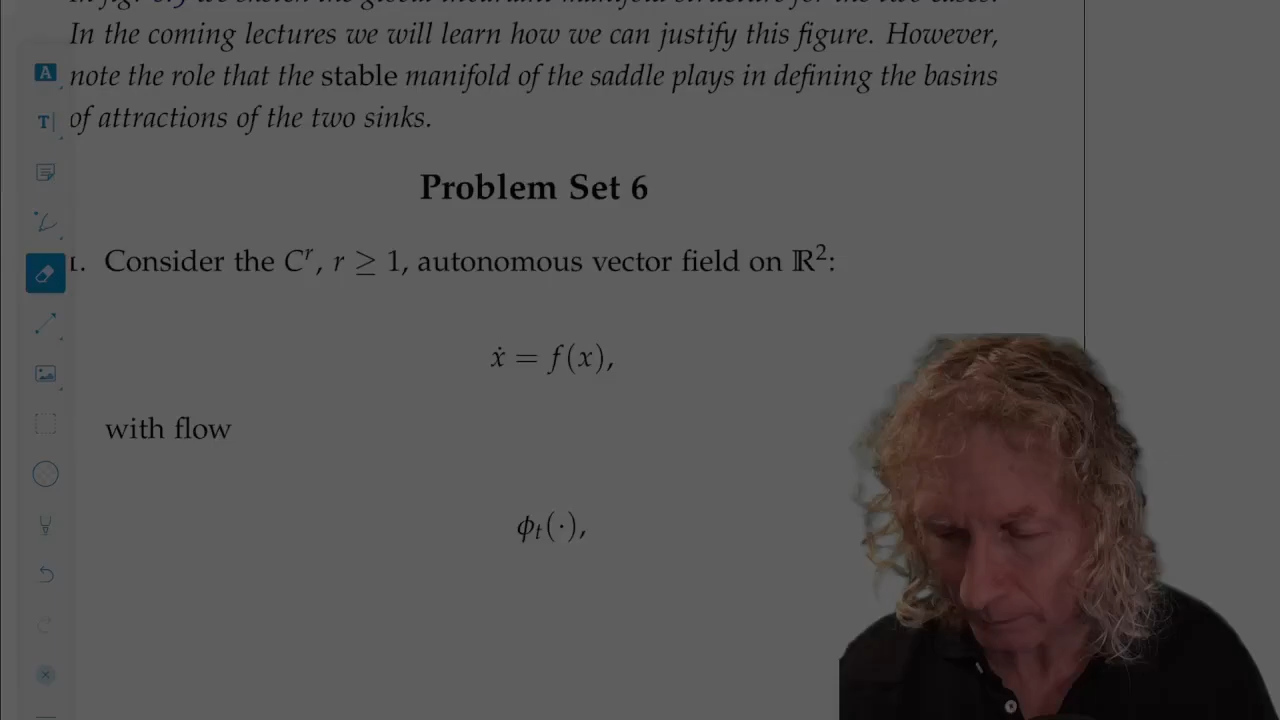 In the coming lectures we will learn how we can justify this figure. However,
note the role that the stable manifold of the saddle plays in defining the basins
of attractions of the two sinks.
Problem Set 6
1. Consider the C^r, r ≥ 1, autonomous vector field on ℝ²:
ẋ = f(x),
with flow
ϕ_t(·),
A
T